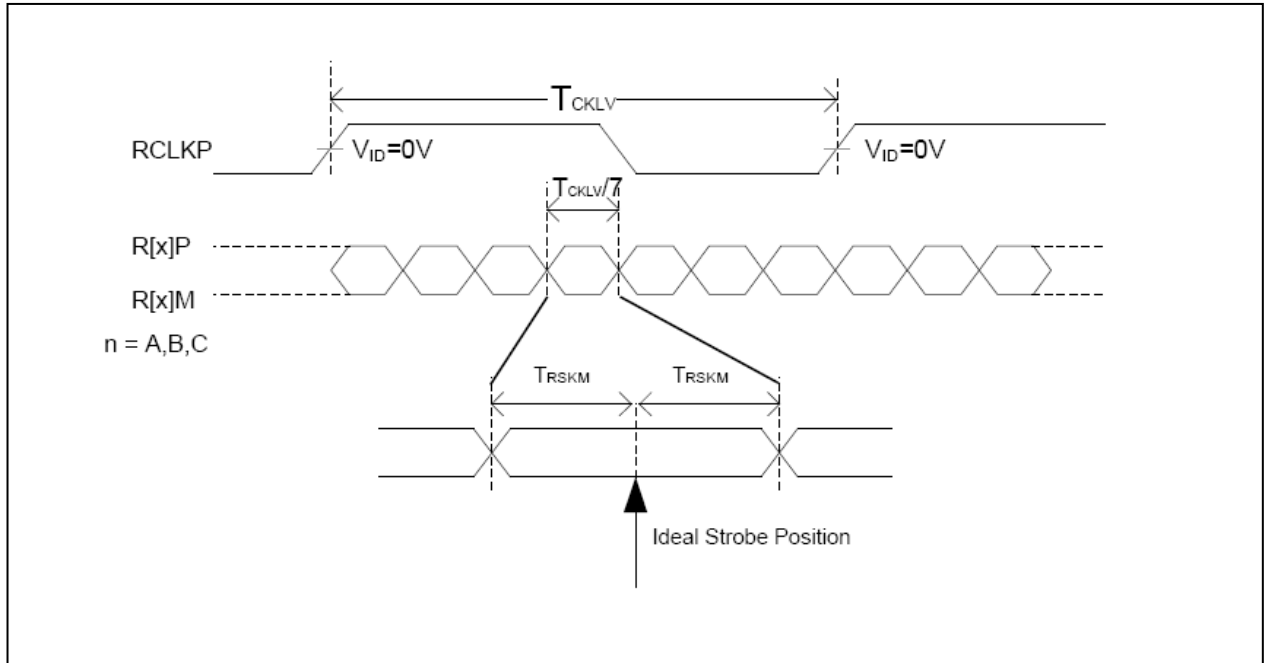 TCKLV
RCLKP
VID=0V
VID=0V
TCKLV/7
R[x]P
R[x]M
n = A,B,C
TRSKM
TRSKM
Ideal Strobe Position